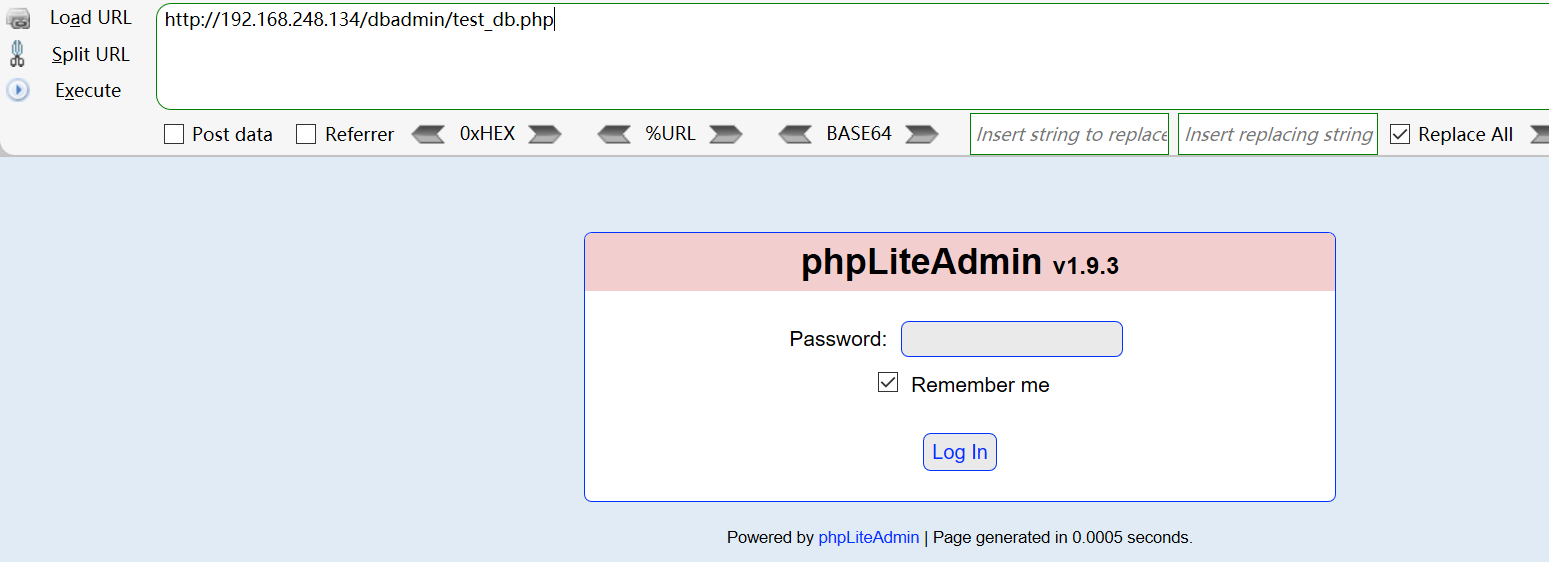 Load URL
http://192.168.248.134/dbadmin/test_db.php
Split URL
Execute
Post data Referrer 0xHEX %URL BASE64 Insert string to replace Insert replacing string Replace All
phpLiteAdmin v1.9.3
Password:
Remember me
Log In
Powered by phpLiteAdmin | Page generated in 0.0005 seconds.